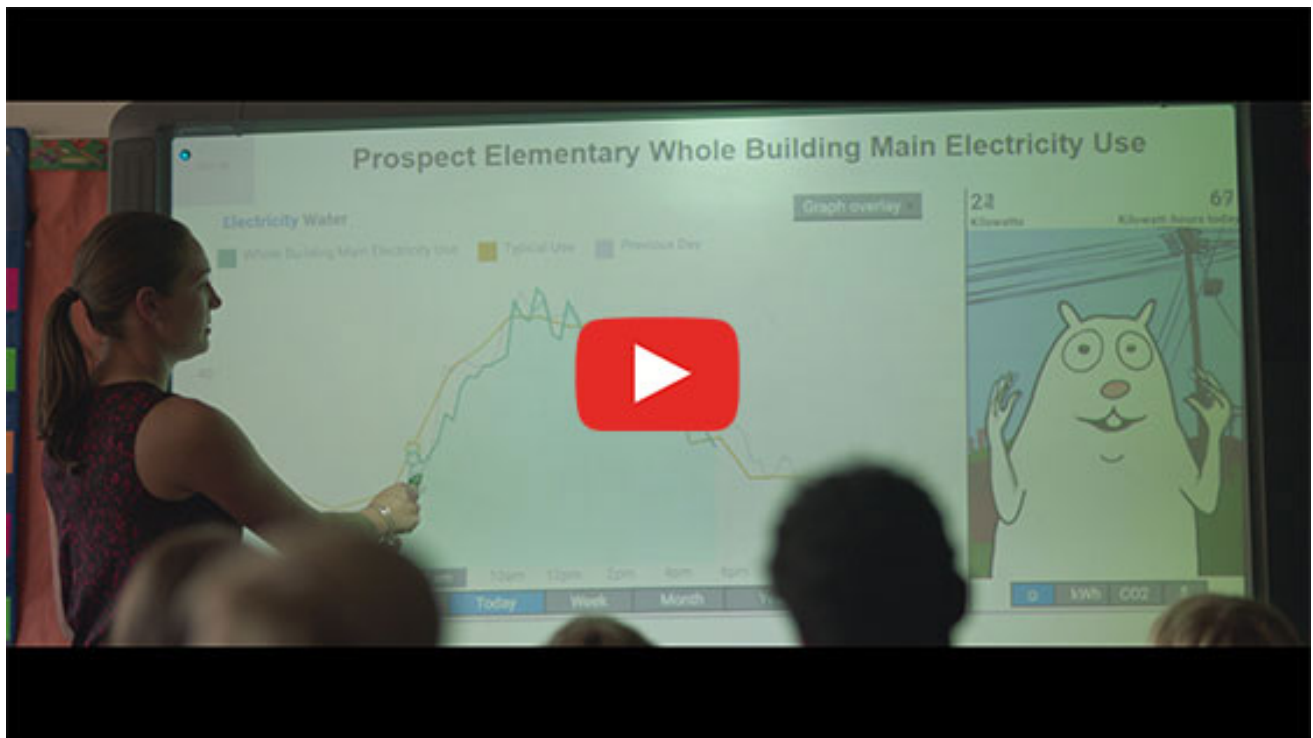 Prospect Elementary Whole Building Main Electricity Use
Electricity Water
Graph overlay
Whole Building Main Electricity Use
Typical Use
Previous Day
67
Kilowatts
Kilowatt hours today
10am 12pm 2pm 4pm 6pm
Today Week Month
kWh CO2